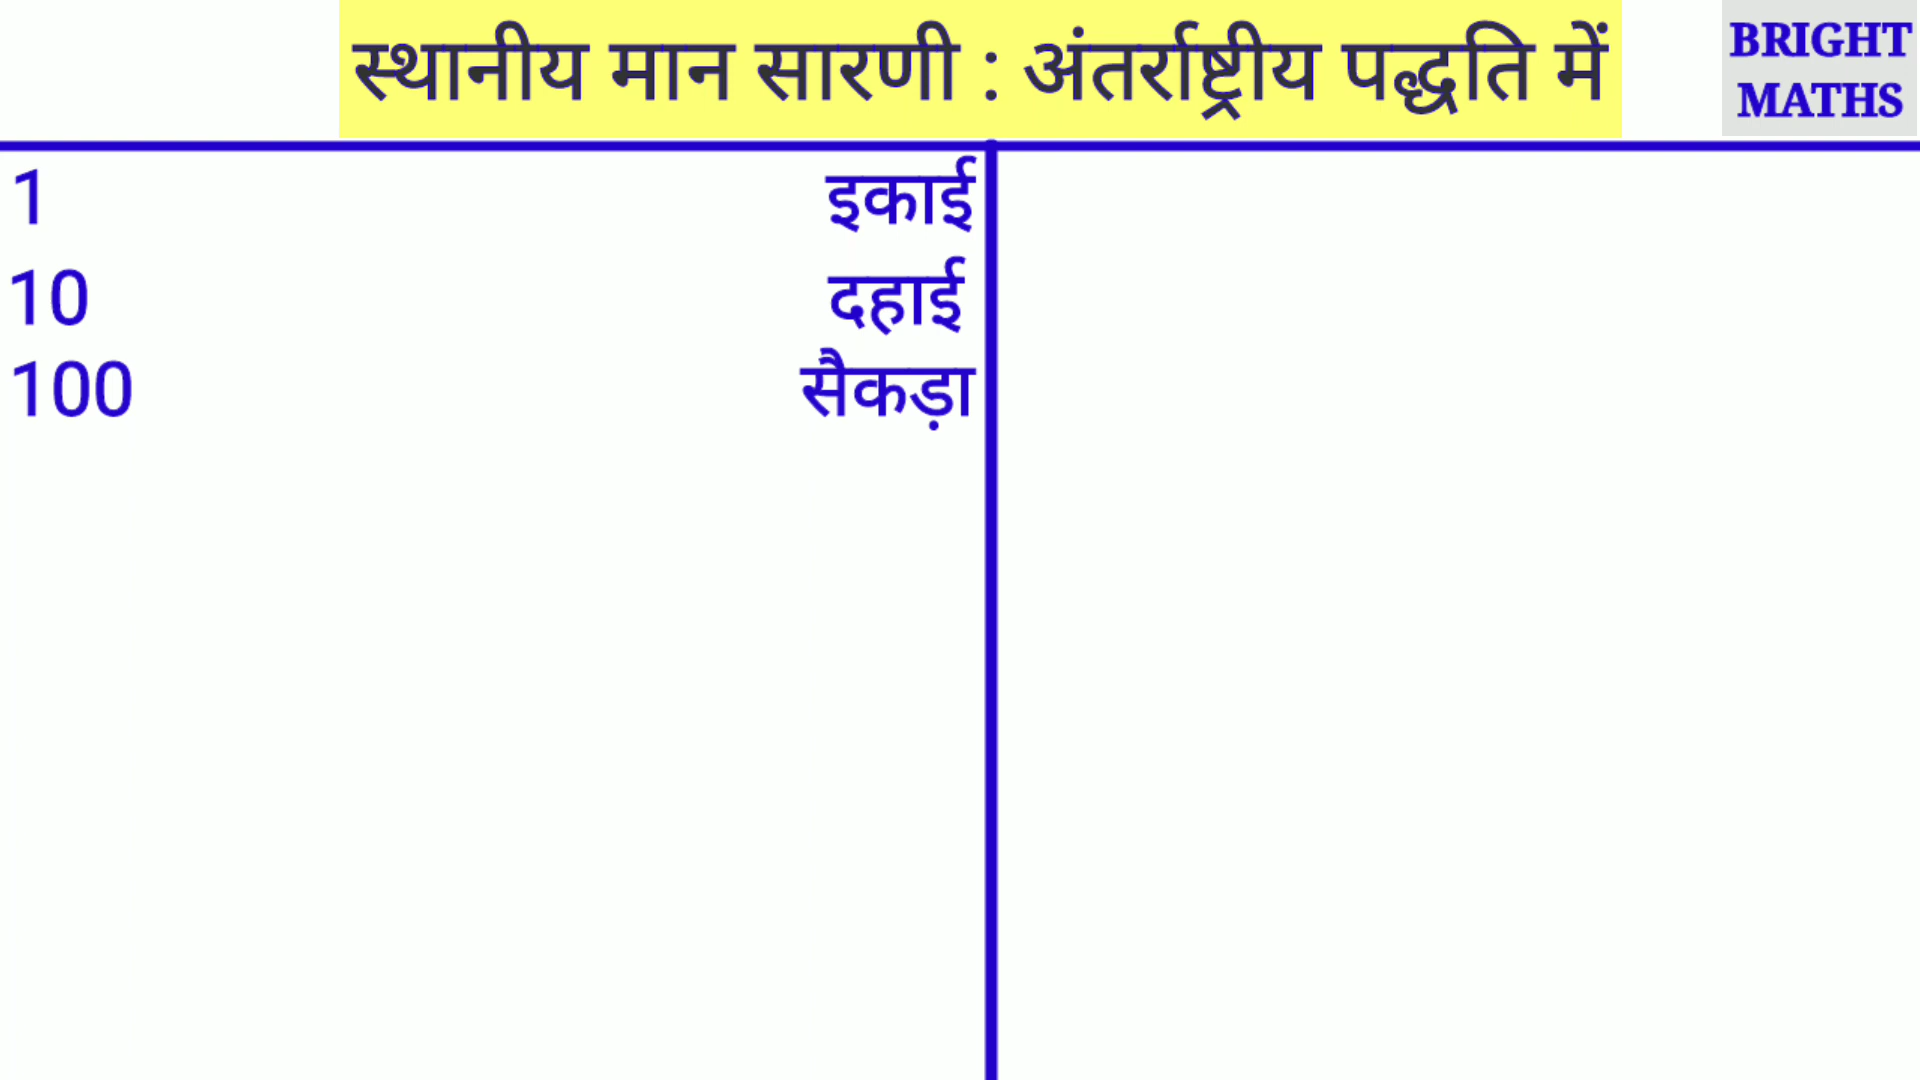 स्थानीय मान सारणी : अंतर्राष्ट्रीय पद्धति में
BRIGHT
MATHS
1 इकाई
10 दहाई
100 सैकड़ा